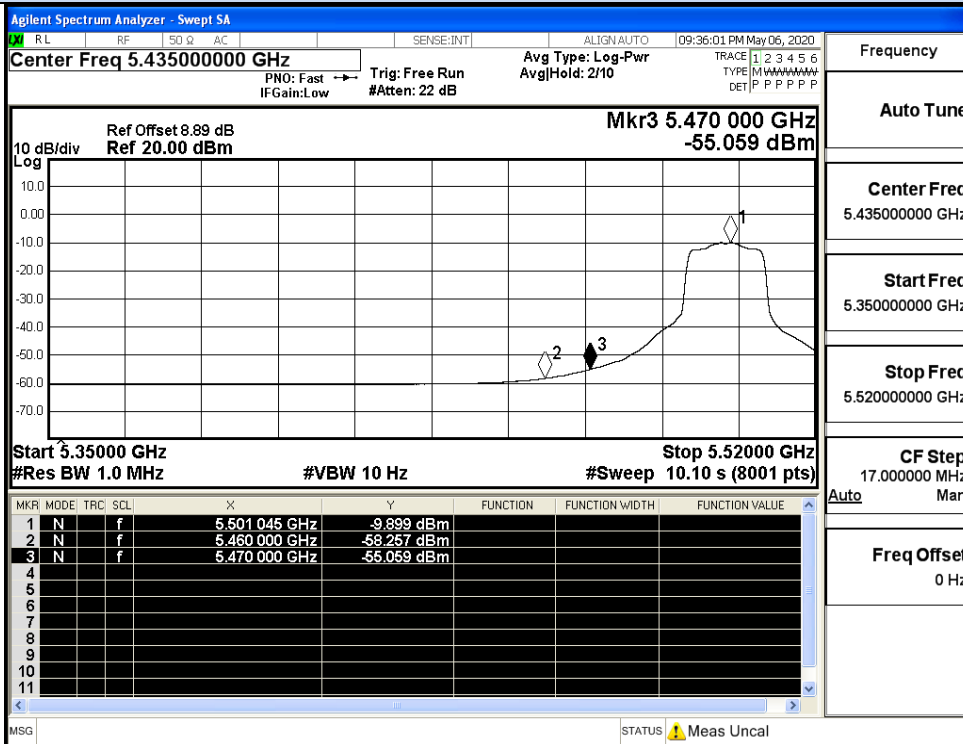 Agilent Spectrum Analyzer - Swept SA
LXI RL RF 50 Ω AC SENSE:INT ALIGN AUTO 09:36:01 PM May 06, 2020
Center Freq 5.435000000 GHz
PNO: Fast
IFGain:Low
Trig: Free Run
#Atten: 22 dB
Avg Type: Log-Pwr
Avg|Hold: 2/10
TRACE 1 2 3 4 5 6
TYPE M WWWWW
DET P P P P P P
Ref Offset 8.89 dB
10 dB/div Ref 20.00 dBm
Log
Mkr3 5.470 000 GHz
-55.059 dBm
10.0
0.00
-10.0
-20.0
-30.0
-40.0
-50.0
-60.0
-70.0
1
2
3
Start 5.35000 GHz Stop 5.52000 GHz
#Res BW 1.0 MHz #VBW 10 Hz #Sweep 10.10 s (8001 pts)
MKR MODE TRC SCL X Y FUNCTION FUNCTION WIDTH FUNCTION VALUE
1 N f 5.501 045 GHz -9.899 dBm
2 N f 5.460 000 GHz -58.257 dBm
3 N f 5.470 000 GHz -55.059 dBm
4
5
6
7
8
9
10
11
MSG STATUS Meas Uncal
Frequency
Auto Tune
Center Freq
5.435000000 GHz
Start Freq
5.350000000 GHz
Stop Freq
5.520000000 GHz
CF Step
17.000000 MHz
Auto Man
Freq Offset
0 Hz